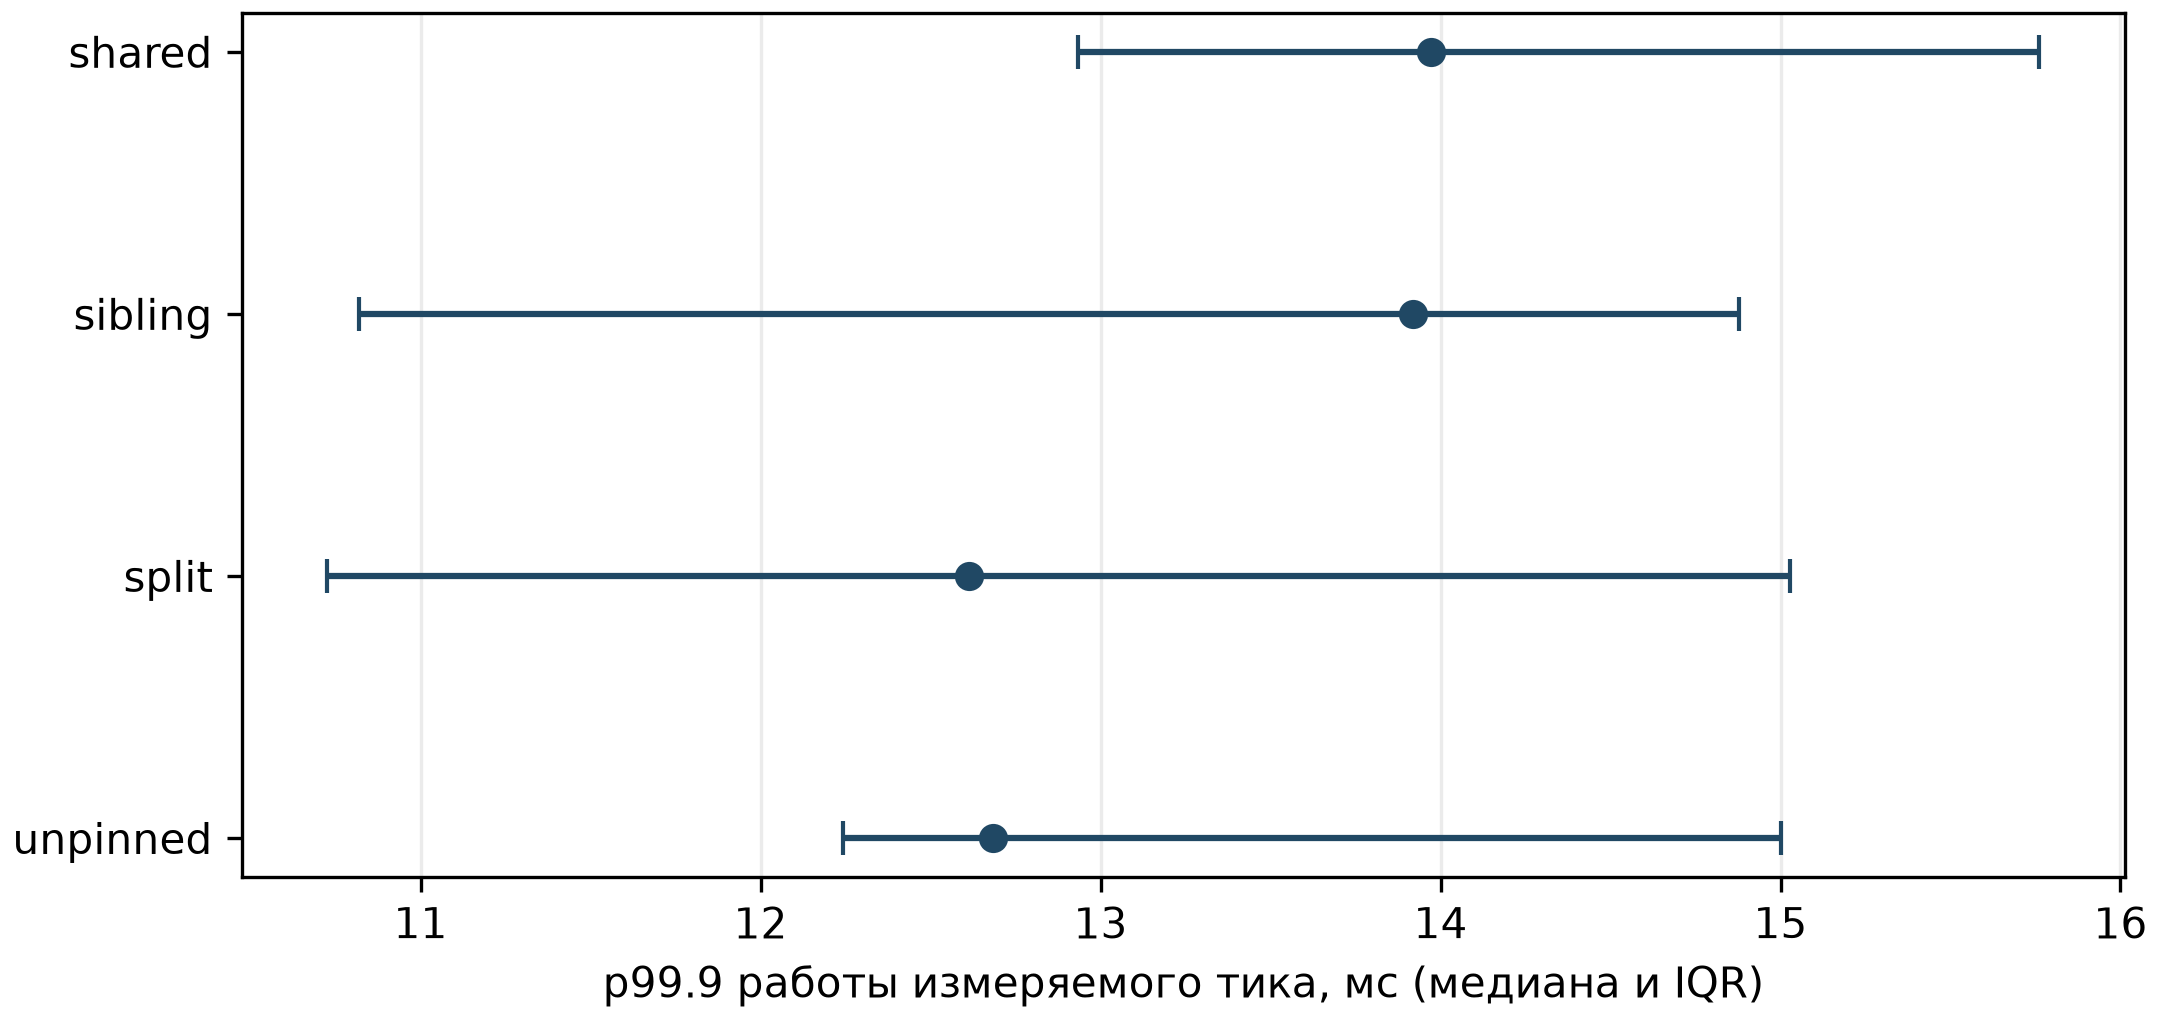 shared
sibling
split
unpinned
11 12 13 14 15 16
p99.9 работы измеряемого тика, мс (медиана и IQR)